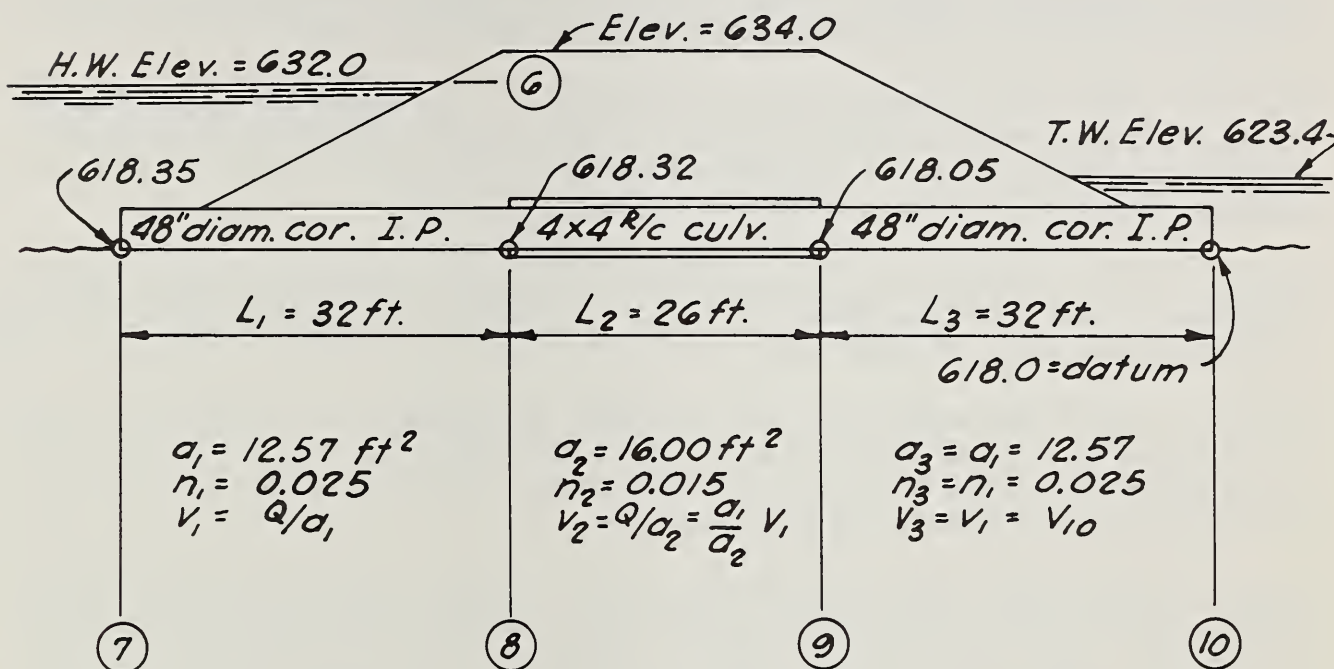 Elev. = 634.0
H.W. Elev. = 632.0
6
T.W. Elev. 623.4
618.35
618.32
618.05
48" diam. cor. I.P.
4×4 R/c culv.
48" diam. cor. I.P.
L₁ = 32 ft.
L₂ = 26 ft.
L₃ = 32 ft.
618.0 = datum
a₁ = 12.57 ft²
n₁ = 0.025
V₁ = Q/a₁
a₂ = 16.00 ft²
n₂ = 0.015
V₂ = Q/a₂ = a₁/a₂ V₁
a₃ = a₁ = 12.57
n₃ = n₁ = 0.025
V₃ = V₁ = V₁₀
7
8
9
10